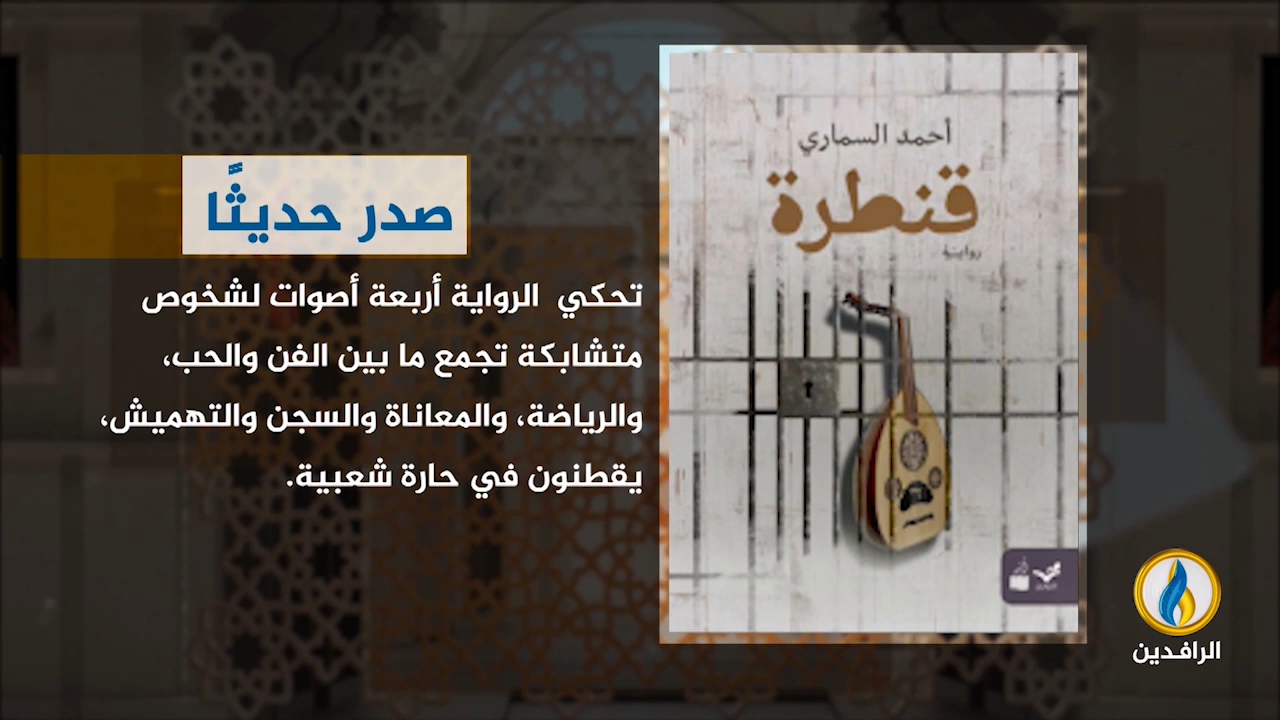 صدر حديثًا
تحكي الرواية أربعة أصوات لشخوص
متشابكة تجمع ما بين الفن والحب،
والرياضة، والمعاناة والسجن والتهميش،
يقطنون في حارة شعبية.
أحمد السماري
قنطرة
رواية
الرافدين